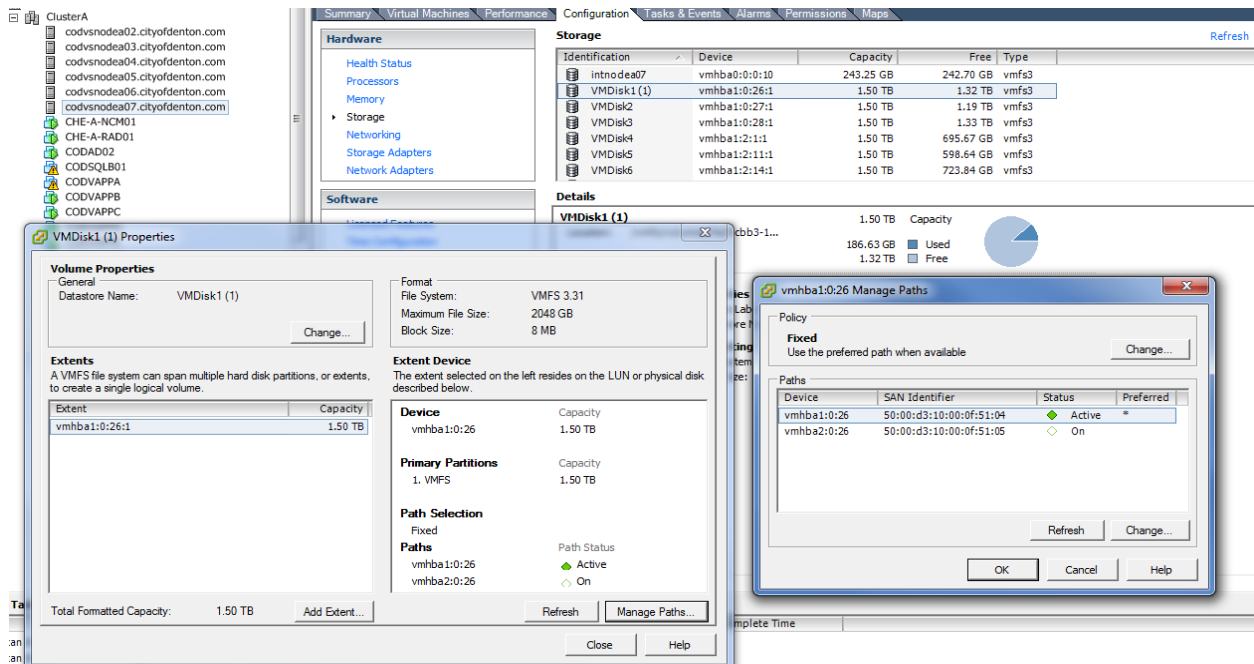 ClusterA
codvsnodea02.cityofdenton.com
codvsnodea03.cityofdenton.com
codvsnodea04.cityofdenton.com
codvsnodea05.cityofdenton.com
codvsnodea06.cityofdenton.com
codvsnodea07.cityofdenton.com
CHE-A-NCM01
CHE-A-RAD01
CODAD02
CODSQLB01
CODVAPPA
CODVAPPB
CODVAPPC
Summary Virtual Machines Performance Configuration Tasks & Events Alarms Permissions Maps
Hardware
Health Status
Processors
Memory
Storage
Networking
Storage Adapters
Network Adapters
Software
Licensed Features
Time Configuration
Storage Refresh
Identification Device Capacity Free Type
intnodea07 vmhba0:0:0:10 243.25 GB 242.70 GB vmfs3
VMDisk1 (1) vmhba1:0:26:1 1.50 TB 1.32 TB vmfs3
VMDisk2 vmhba1:0:27:1 1.50 TB 1.19 TB vmfs3
VMDisk3 vmhba1:0:28:1 1.50 TB 1.33 TB vmfs3
VMDisk4 vmhba1:2:1:1 1.50 TB 695.67 GB vmfs3
VMDisk5 vmhba1:2:11:1 1.50 TB 598.64 GB vmfs3
VMDisk6 vmhba1:2:14:1 1.50 TB 723.84 GB vmfs3
Details
VMDisk1 (1) 1.50 TB Capacity
cbb3-1...
186.63 GB Used
1.32 TB Free
VMDisk1 (1) Properties
Volume Properties
General
Datastore Name: VMDisk1 (1)
Change...
Format
File System: VMFS 3.31
Maximum File Size: 2048 GB
Block Size: 8 MB
Extents
A VMFS file system can span multiple hard disk partitions, or extents,
to create a single logical volume.
Extent Capacity
vmhba1:0:26:1 1.50 TB
Total Formatted Capacity: 1.50 TB Add Extent...
Extent Device
The extent selected on the left resides on the LUN or physical disk
described below.
Device Capacity
vmhba1:0:26 1.50 TB
Primary Partitions Capacity
1. VMFS 1.50 TB
Path Selection
Fixed
Paths Path Status
vmhba1:0:26 Active
vmhba2:0:26 On
Refresh Manage Paths...
Close Help
vmhba1:0:26 Manage Paths
Policy
Fixed
Use the preferred path when available
Change...
Paths
Device SAN Identifier Status Preferred
vmhba1:0:26 50:00:d3:10:00:0f:51:04 Active *
vmhba2:0:26 50:00:d3:10:00:0f:51:05 On
Refresh Change...
OK Cancel Help
mplete Time